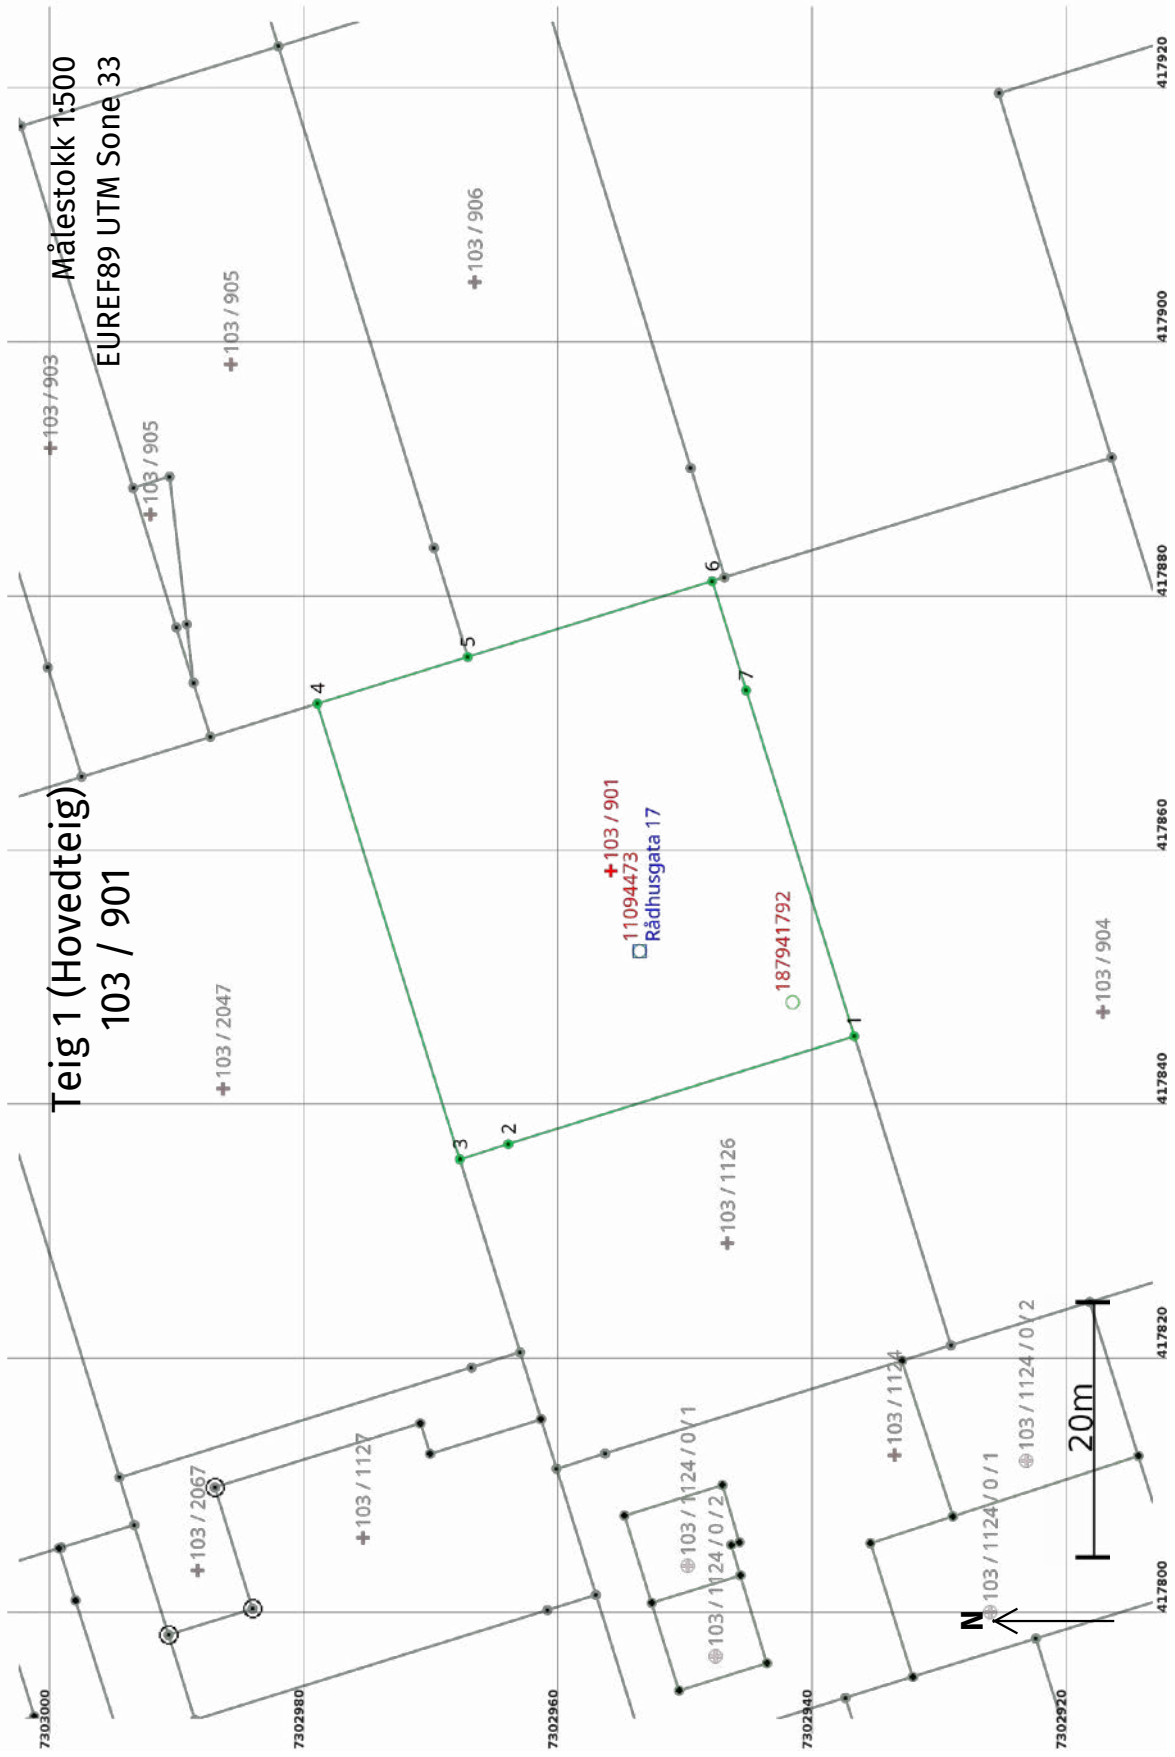 Teig 1 (Hovedteig)
103 / 901
Målestokk 1:500
EUREF89 UTM Sone 33
103 / 903
103 / 905
103 / 905
103 / 906
103 / 2047
103 / 2067
103 / 1127
103 / 901
11094473
Rådhusgata 17
187941792
103 / 1126
103 / 1124 / 0 / 1
103 / 1124 / 0 / 2
103 / 1124
103 / 1124 / 0 / 1
103 / 1124 / 0 / 2
103 / 904
1
2
3
4
5
6
7
N
20m
7303000
7302980
7302960
7302940
7302920
417800
417820
417840
417860
417880
417900
417920